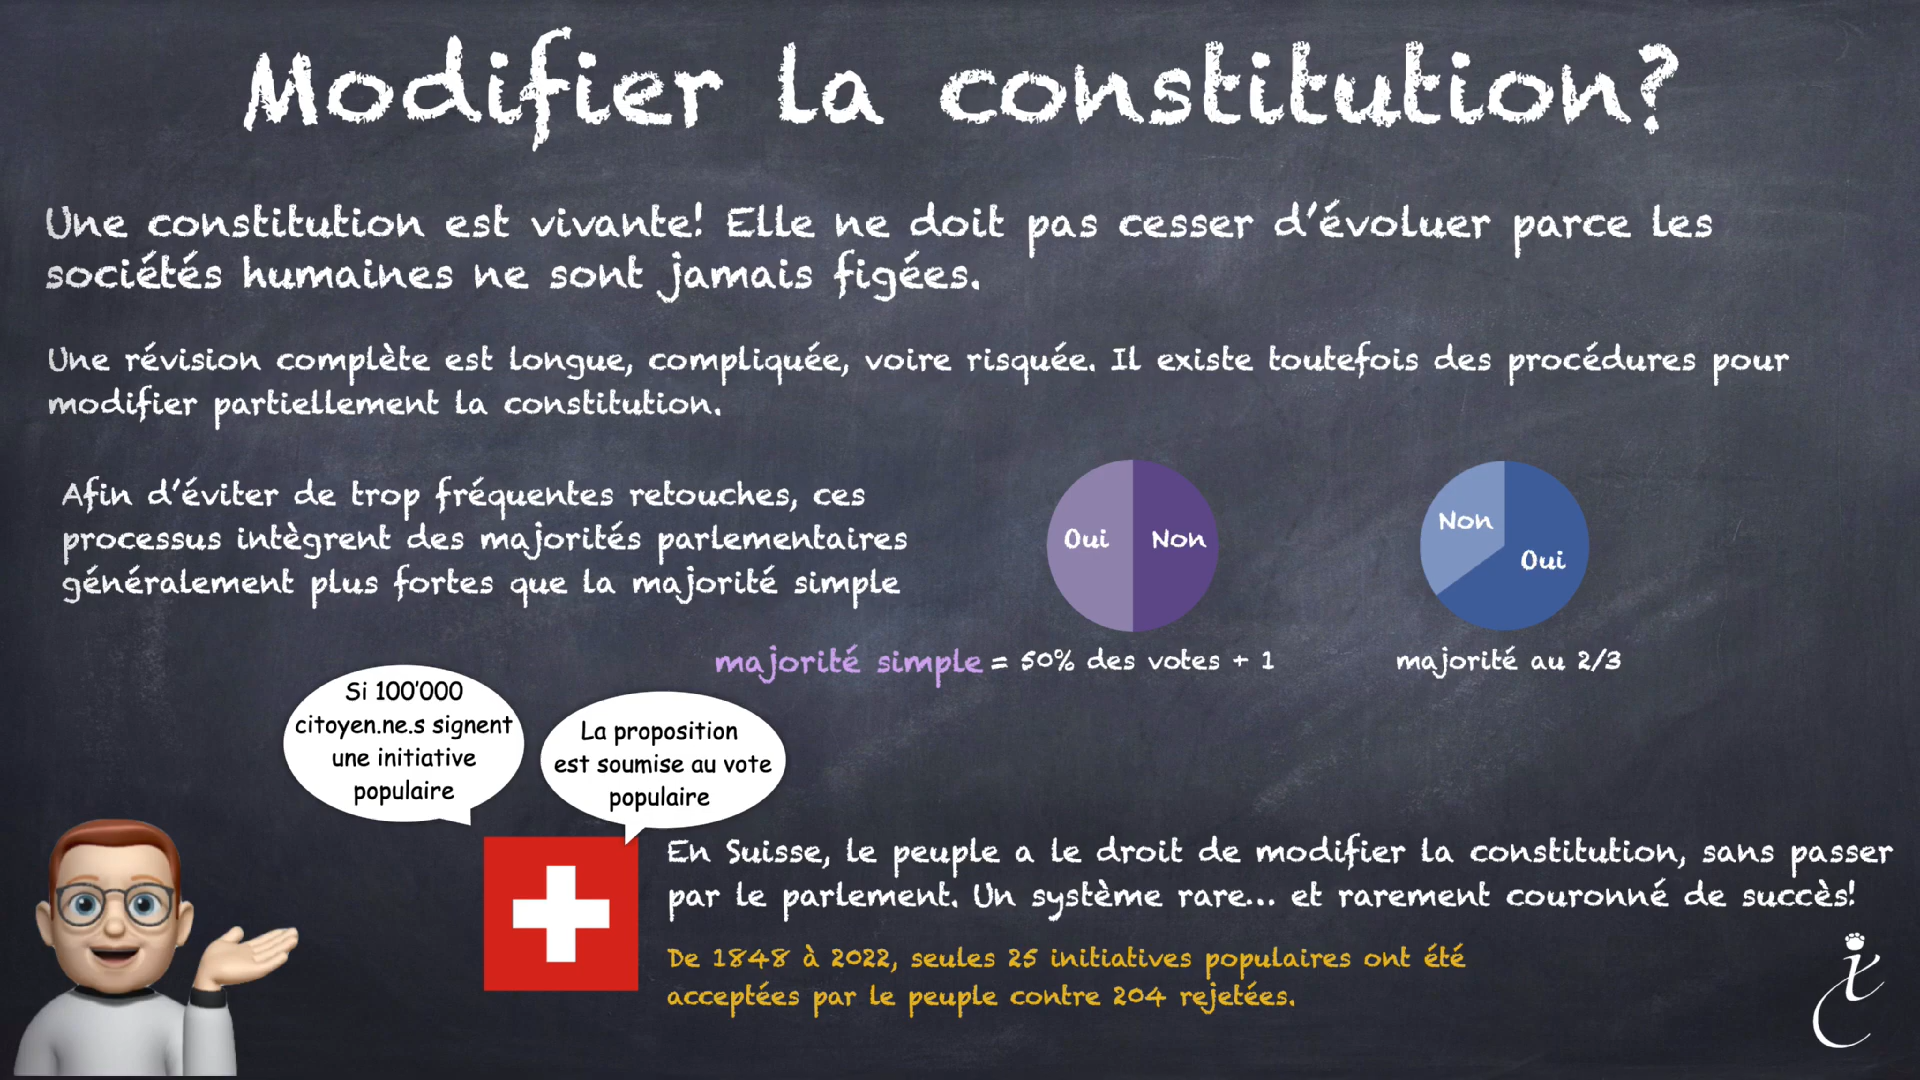 Modifier la constitution?
Une constitution est vivante! Elle ne doit pas cesser d'évoluer parce les
sociétés humaines ne sont jamais figées.
Une révision complète est longue, compliquée, voire risquée. Il existe toutefois des procédures pour
modifier partiellement la constitution.
Afin d'éviter de trop fréquentes retouches, ces
processus intègrent des majorités parlementaires
généralement plus fortes que la majorité simple
Oui
Non
Non
Oui
majorité simple = 50% des votes + 1
majorité au 2/3
Si 100'000
citoyen.ne.s signent
une initiative
populaire
La proposition
est soumise au vote
populaire
En Suisse, le peuple a le droit de modifier la constitution, sans passer
par le parlement. Un système rare... et rarement couronné de succès!
De 1848 à 2022, seules 25 initiatives populaires ont été
acceptées par le peuple contre 204 rejetées.